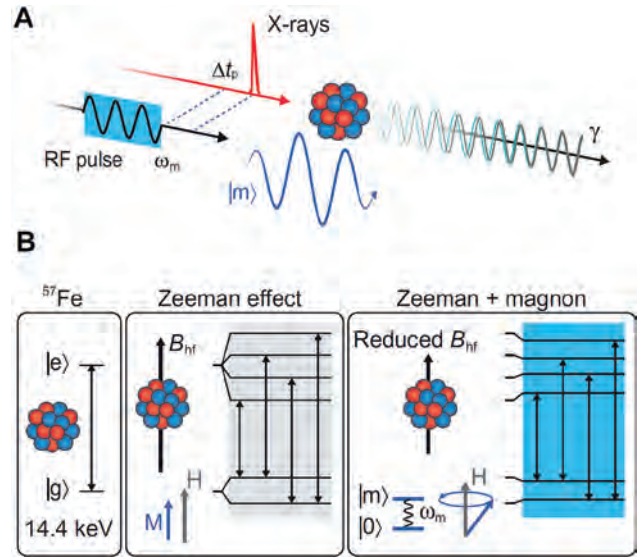 A
X-rays
Δtp
RF pulse
ωm
|m⟩
γ
B
57Fe
Zeeman effect
Zeeman + magnon
|e⟩
|g⟩
14.4 keV
Bhf
H
M
Reduced Bhf
|m⟩
|0⟩
ωm
H